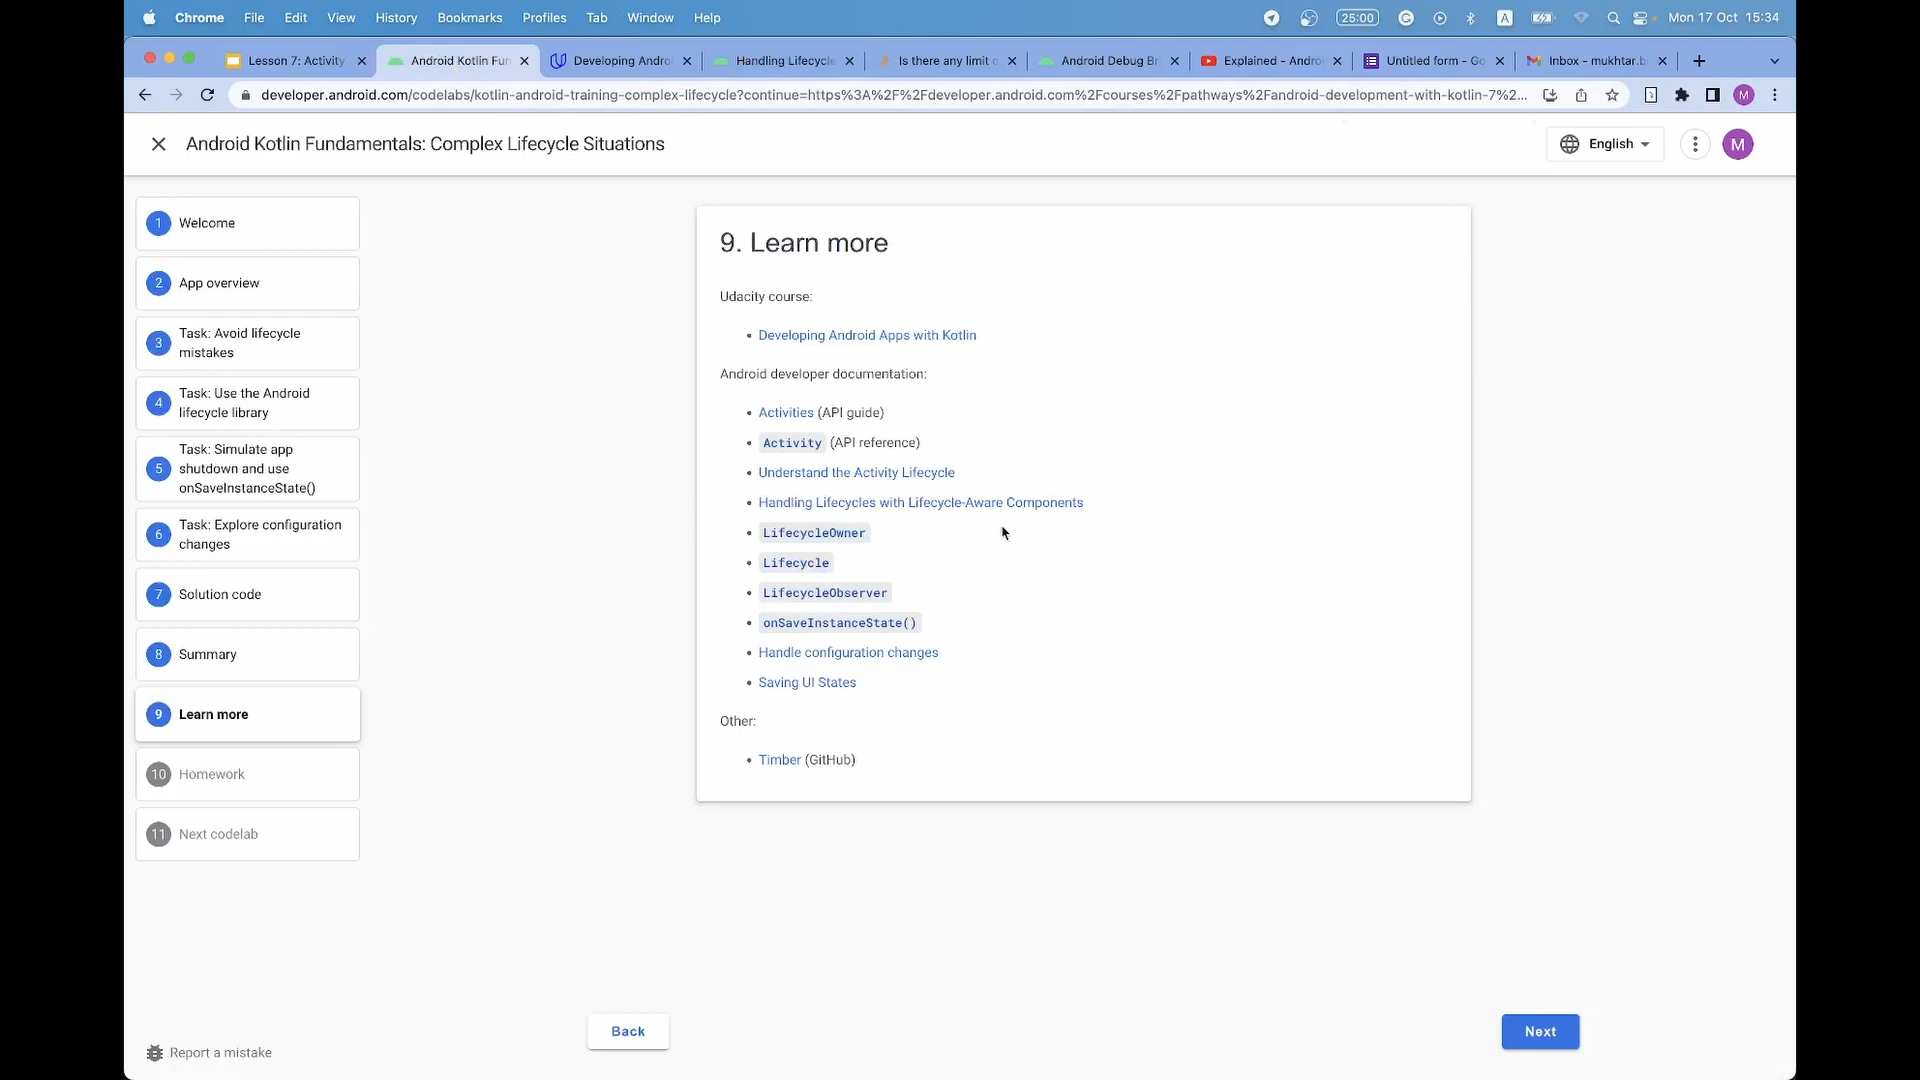 Chrome File Edit View History Bookmarks Profiles Tab Window Help 25:00 A Mon 17 Oct 15:34
Lesson 7: Activity Android Kotlin Fun Developing Andro Handling Lifecycle Is there any limit o Android Debug Br Explained - Andro Untitled form - Go Inbox - mukhtar.b
developer.android.com/codelabs/kotlin-android-training-complex-lifecycle?continue=https%3A%2F%2Fdeveloper.android.com%2Fcourses%2Fpathways%2Fandroid-development-with-kotlin-7%2... M
Android Kotlin Fundamentals: Complex Lifecycle Situations
English
M
1 Welcome
2 App overview
3 Task: Avoid lifecycle
mistakes
4 Task: Use the Android
lifecycle library
5 Task: Simulate app
shutdown and use
onSaveInstanceState()
6 Task: Explore configuration
changes
7 Solution code
8 Summary
9 Learn more
10 Homework
11 Next codelab
9. Learn more
Udacity course:
• Developing Android Apps with Kotlin
Android developer documentation:
• Activities (API guide)
• Activity (API reference)
• Understand the Activity Lifecycle
• Handling Lifecycles with Lifecycle-Aware Components
• LifecycleOwner
• Lifecycle
• LifecycleObserver
• onSaveInstanceState()
• Handle configuration changes
• Saving UI States
Other:
• Timber (GitHub)
Back
Next
Report a mistake